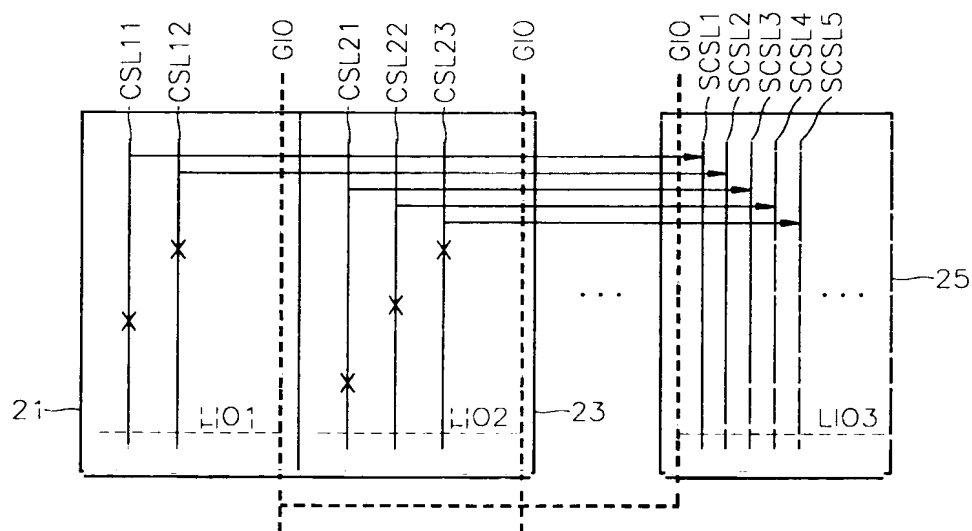 CSL11
CSL12
GIO
CSL21
CSL22
CSL23
GIO
GIO
SCSL1
SCSL2
SCSL3
SCSL4
SCSL5
25
...
...
21
LIO1
LIO2
23
LIO3